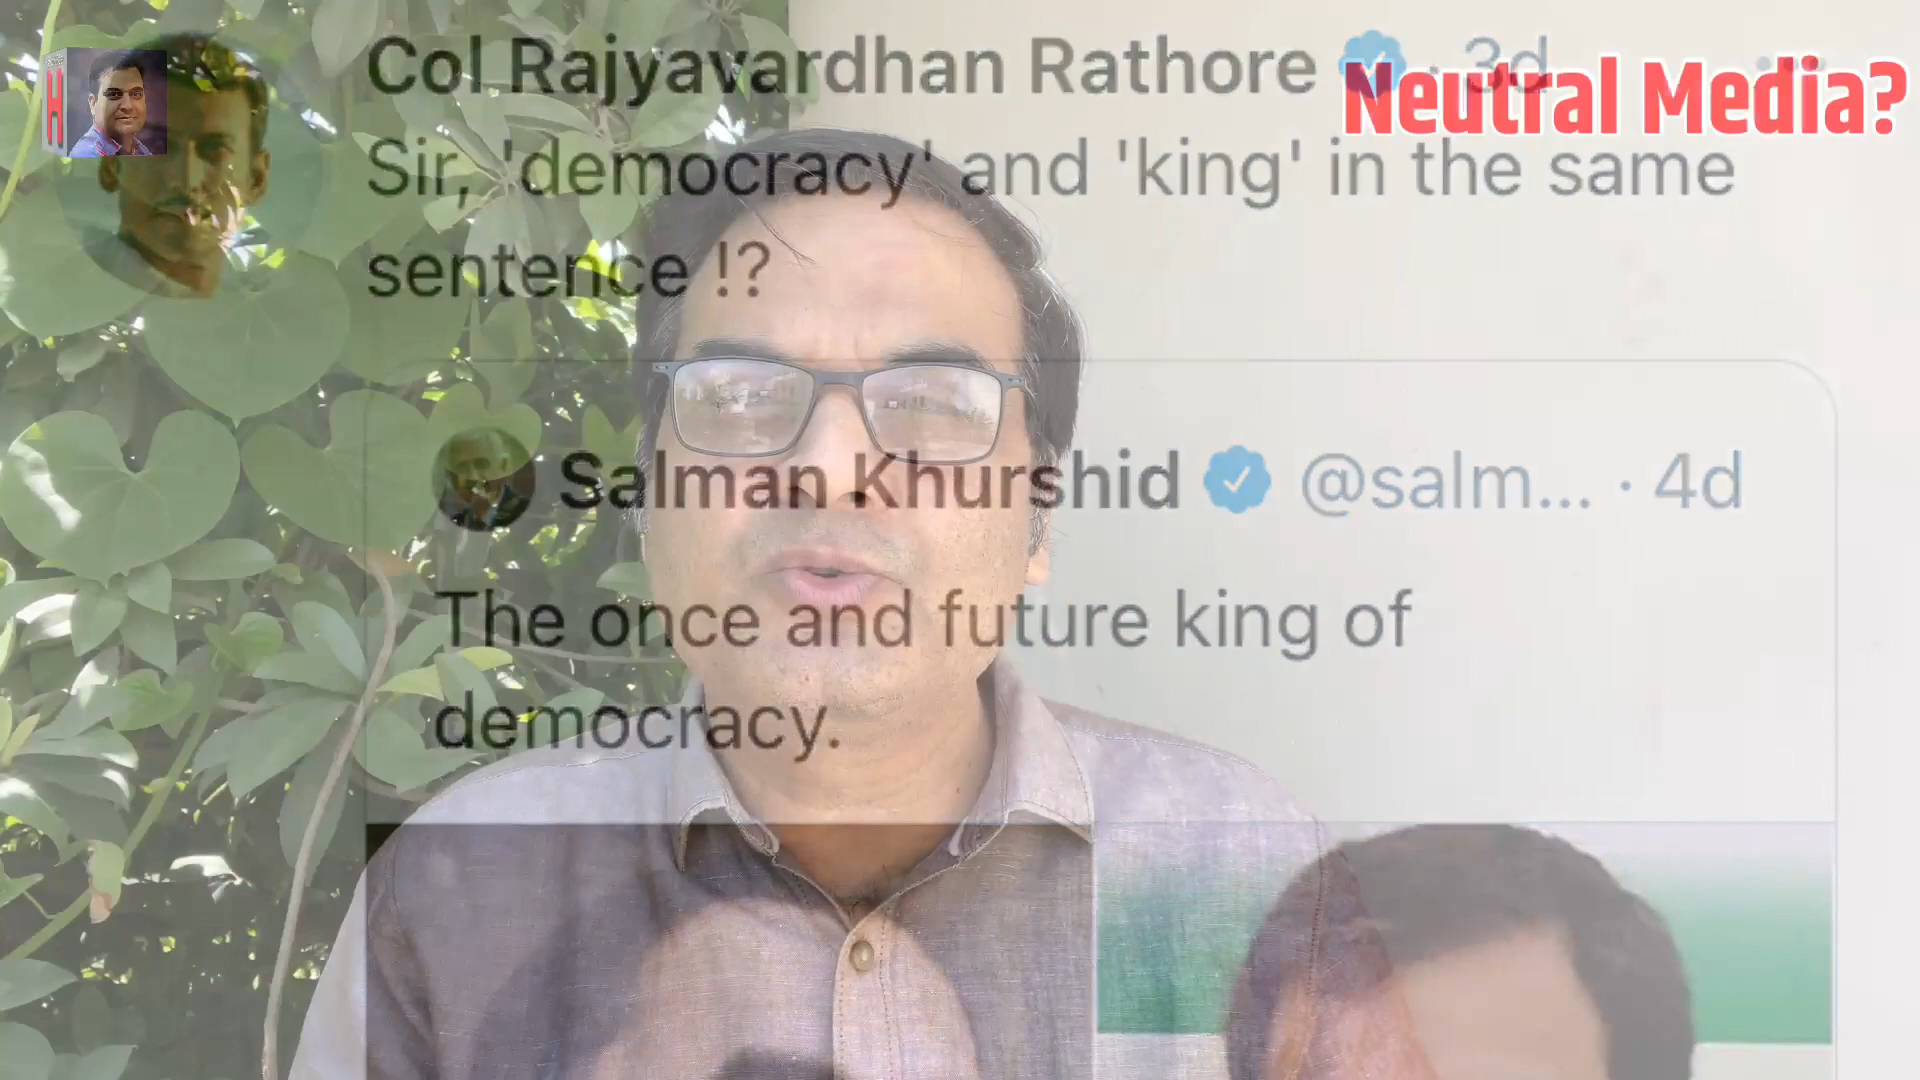 Col Rajyavardhan Rathore · 3d
Neutral Media?
Sir, 'democracy' and 'king' in the same
sentence !?
Salman Khurshid @salm... · 4d
The once and future king of
democracy.
H